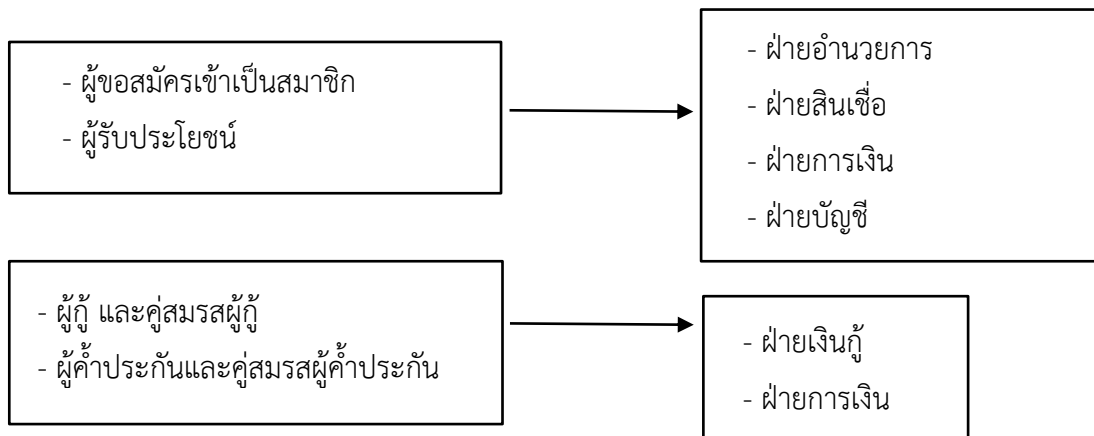 - ผู้ขอสมัครเข้าเป็นสมาชิก
- ผู้รับประโยชน์
- ฝ่ายอำนวยการ
- ฝ่ายสินเชื่อ
- ฝ่ายการเงิน
- ฝ่ายบัญชี
- ผู้กู้ และคู่สมรสผู้กู้
- ผู้ค้ำประกันและคู่สมรสผู้ค้ำประกัน
- ฝ่ายเงินกู้
- ฝ่ายการเงิน